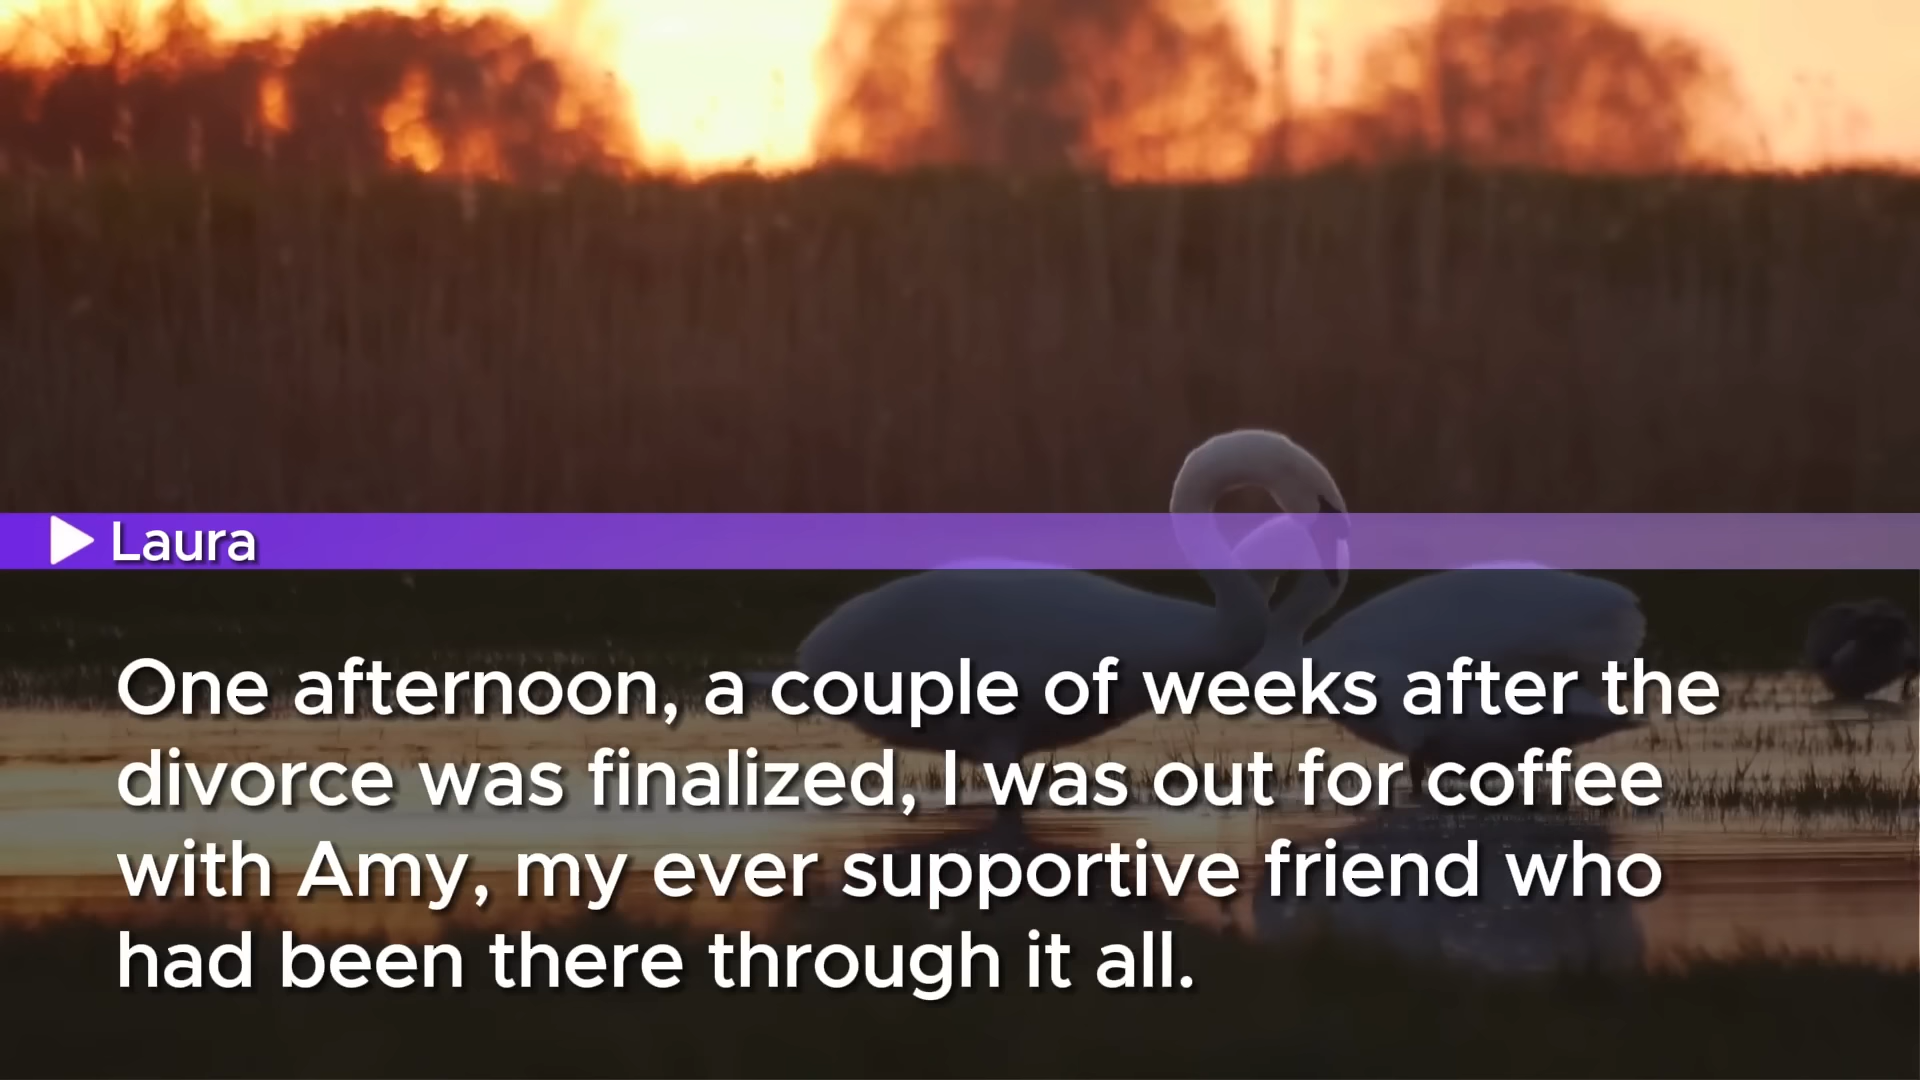 Laura
One afternoon, a couple of weeks after the
divorce was finalized, I was out for coffee
with Amy, my ever supportive friend who
had been there through it all.